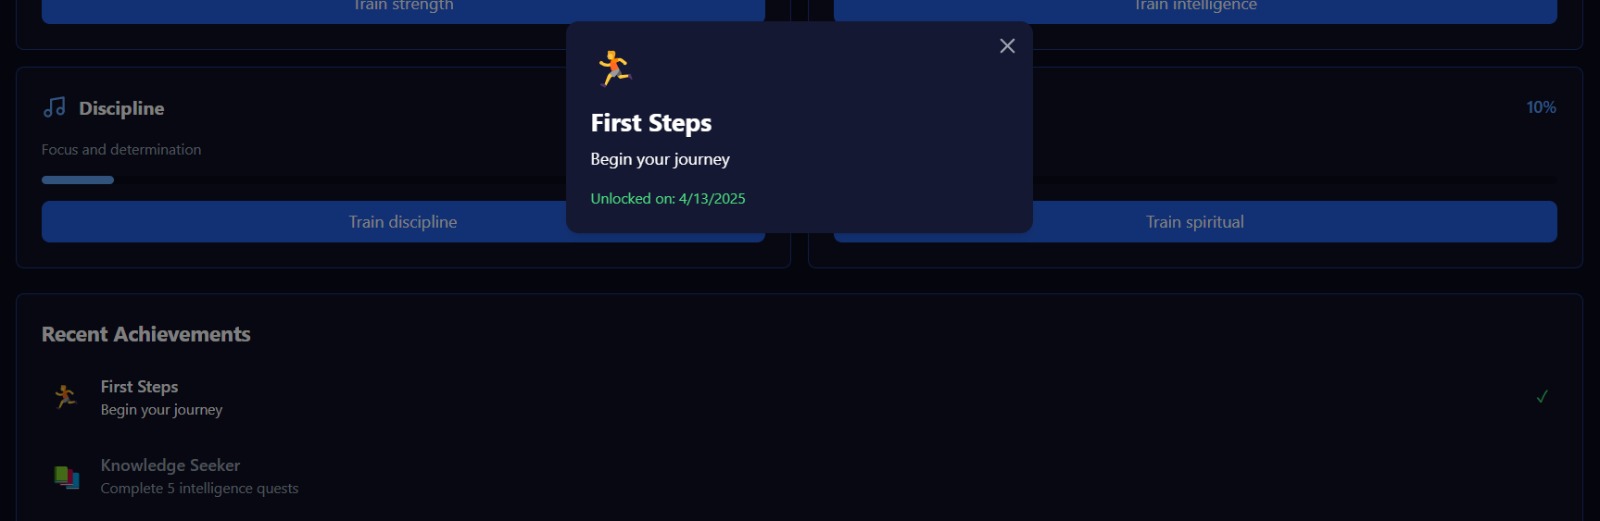 Train strength
Train intelligence
First Steps
Begin your journey
Unlocked on: 4/13/2025
Discipline
Focus and determination
Train discipline
10%
Train spiritual
Recent Achievements
First Steps
Begin your journey
✓
Knowledge Seeker
Complete 5 intelligence quests